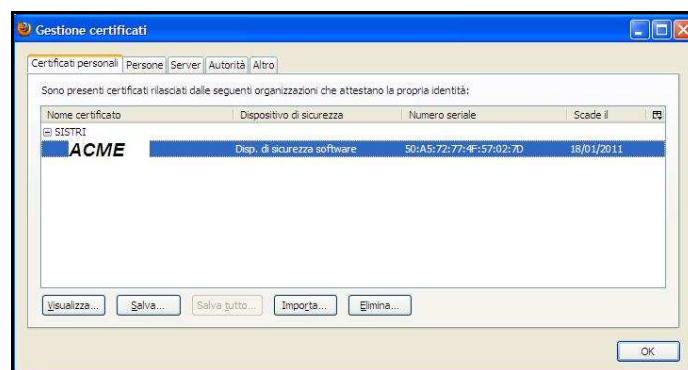 Gestione certificati
Certificati personali Persone Server Autorità Altro
Sono presenti certificati rilasciati dalle seguenti organizzazioni che attestano la propria identità:
Nome certificato Dispositivo di sicurezza Numero seriale Scade il
SISTRI
ACME Disp. di sicurezza software 50:A5:72:77:4F:57:02:7D 18/01/2011
Visualizza... Salva... Salva tutto... Importa... Elimina...
OK